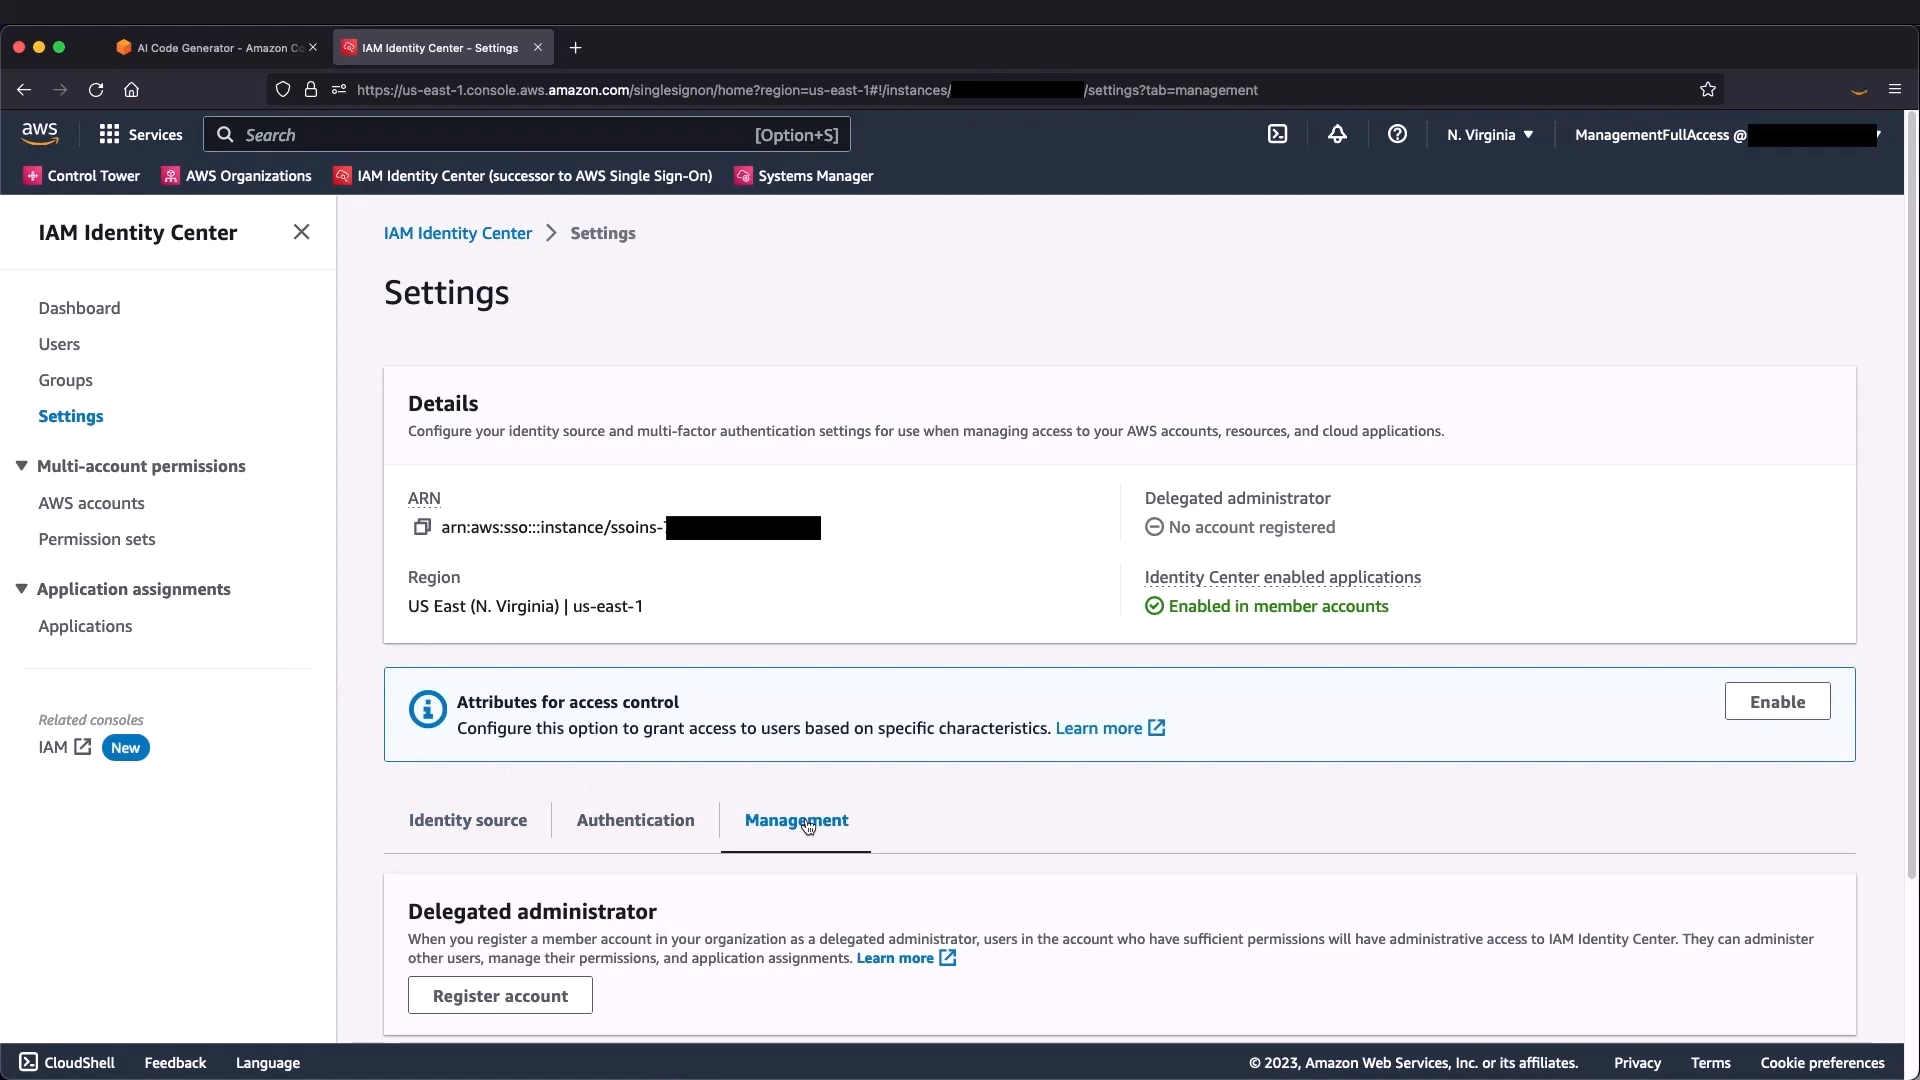 AI Code Generator - Amazon Co
IAM Identity Center - Settings
https://us-east-1.console.aws.amazon.com/singlesignon/home?region=us-east-1#!/instances/ /settings?tab=management
aws
Services
Search
[Option+S]
N. Virginia
ManagementFullAccess @
Control Tower
AWS Organizations
IAM Identity Center (successor to AWS Single Sign-On)
Systems Manager
IAM Identity Center
Dashboard
Users
Groups
Settings
Multi-account permissions
AWS accounts
Permission sets
Application assignments
Applications
Related consoles
IAM
New
IAM Identity Center > Settings
Settings
Details
Configure your identity source and multi-factor authentication settings for use when managing access to your AWS accounts, resources, and cloud applications.
ARN
arn:aws:sso:::instance/ssoins-
Region
US East (N. Virginia) | us-east-1
Delegated administrator
No account registered
Identity Center enabled applications
Enabled in member accounts
Attributes for access control
Configure this option to grant access to users based on specific characteristics. Learn more
Enable
Identity source
Authentication
Management
Delegated administrator
When you register a member account in your organization as a delegated administrator, users in the account who have sufficient permissions will have administrative access to IAM Identity Center. They can administer
other users, manage their permissions, and application assignments. Learn more
Register account
CloudShell
Feedback
Language
© 2023, Amazon Web Services, Inc. or its affiliates.
Privacy
Terms
Cookie preferences